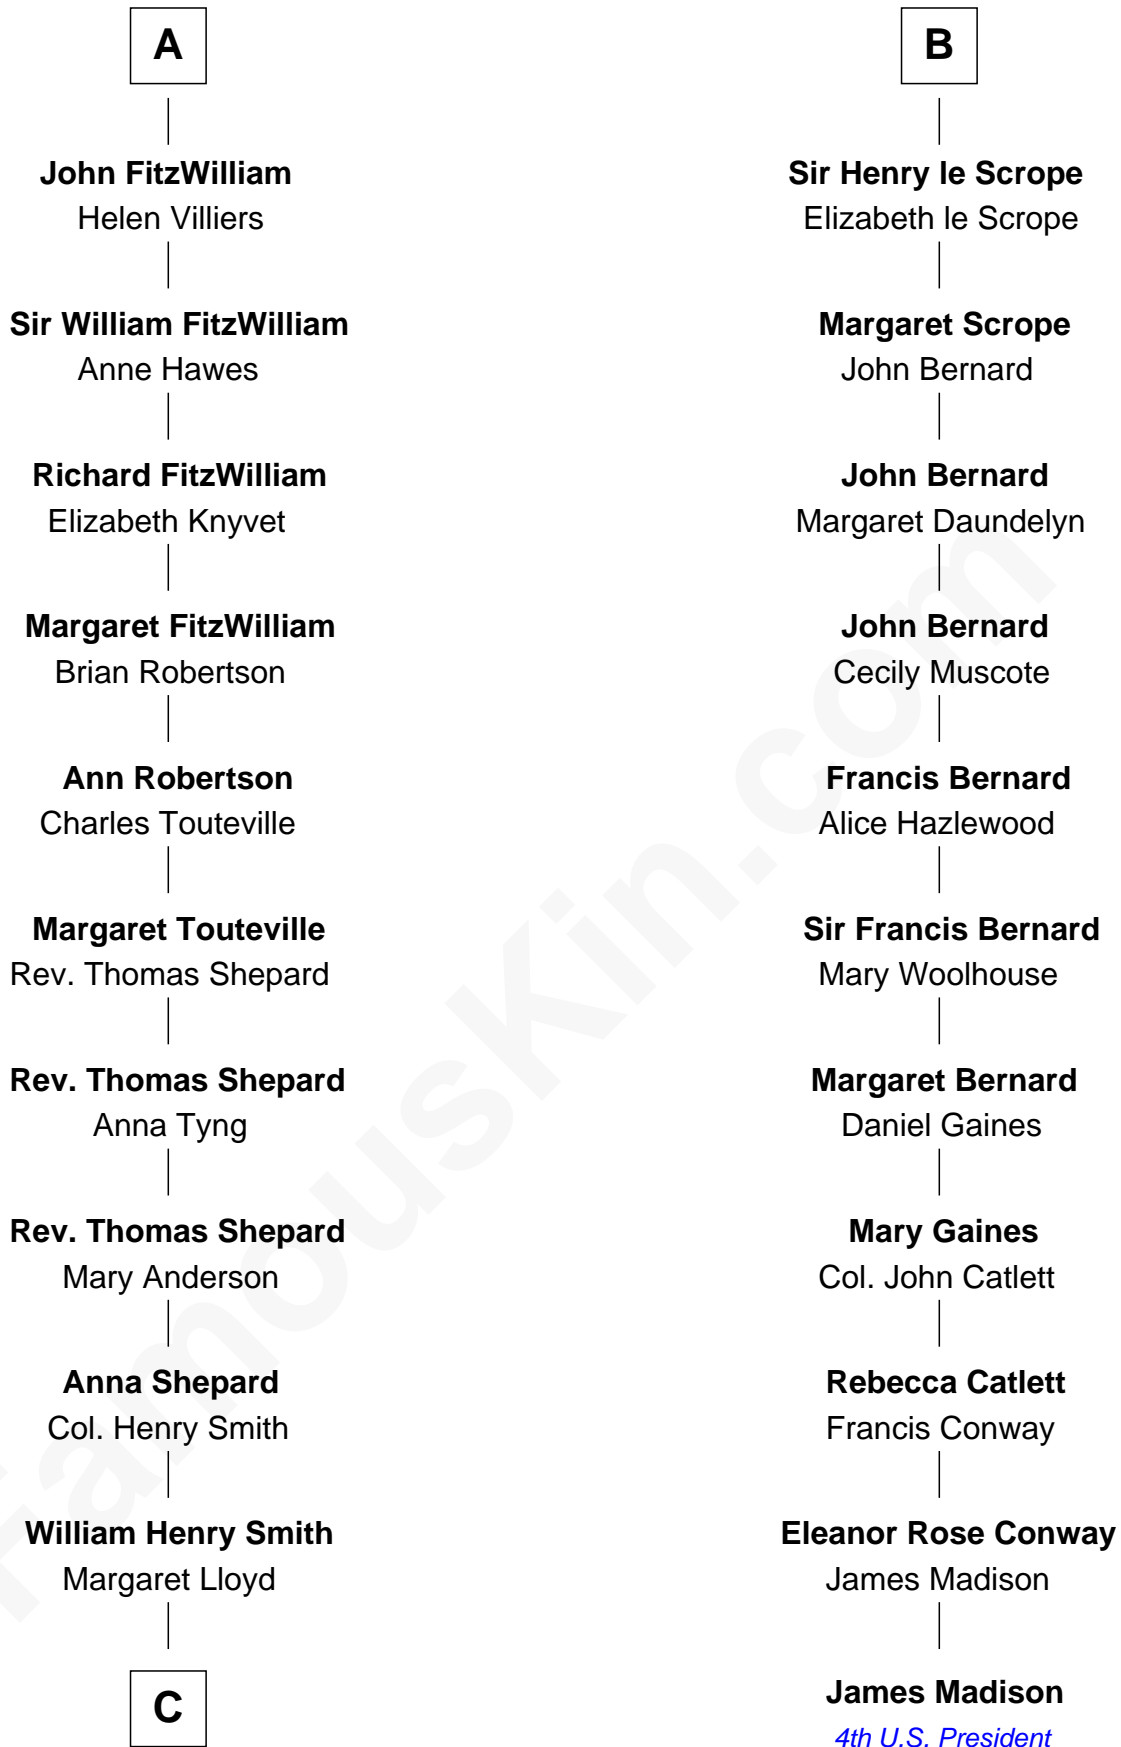 A
John FitzWilliam
Helen Villiers
Sir William FitzWilliam
Anne Hawes
Richard FitzWilliam
Elizabeth Knyvet
Margaret FitzWilliam
Brian Robertson
Ann Robertson
Charles Touteville
Margaret Touteville
Rev. Thomas Shepard
Rev. Thomas Shepard
Anna Tyng
Rev. Thomas Shepard
Mary Anderson
Anna Shepard
Col. Henry Smith
William Henry Smith
Margaret Lloyd
C
B
Sir Henry le Scrope
Elizabeth le Scrope
Margaret Scrope
John Bernard
John Bernard
Margaret Daundelyn
John Bernard
Cecily Muscote
Francis Bernard
Alice Hazlewood
Sir Francis Bernard
Mary Woolhouse
Margaret Bernard
Daniel Gaines
Mary Gaines
Col. John Catlett
Rebecca Catlett
Francis Conway
Eleanor Rose Conway
James Madison
James Madison
4th U.S. President
FamousKin.com